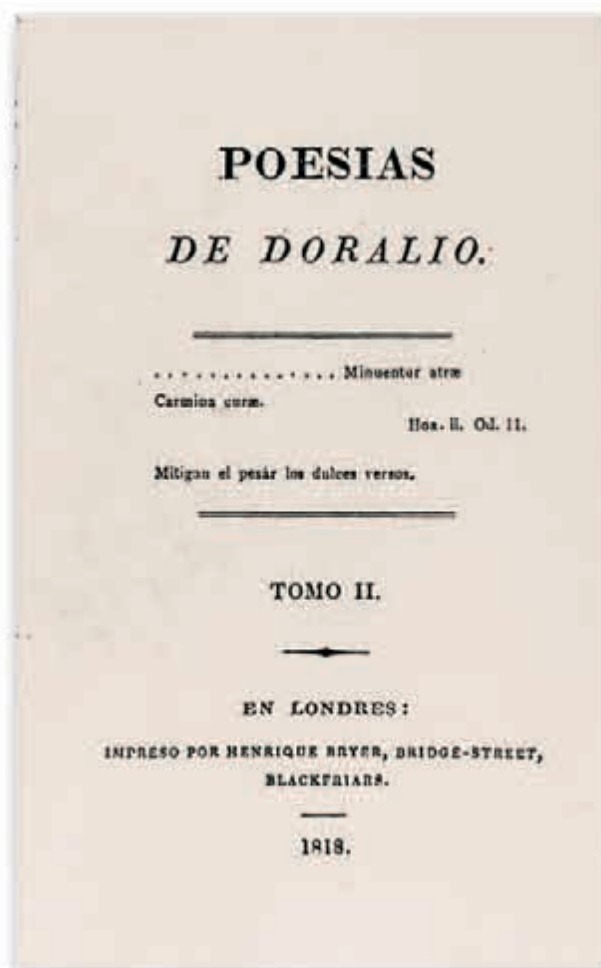 POESIAS
DE DORALIO.
. . . . . . . . . . . . . . Minuentor atræ
Carmina curæ.
Hor. ii. Od. 11.
Mitigan el pesár los dulces versos.
TOMO II.
EN LONDRES:
IMPRESO POR HENRIQUE BRYER, BRIDGE-STREET,
BLACKFRIARS.
1818.